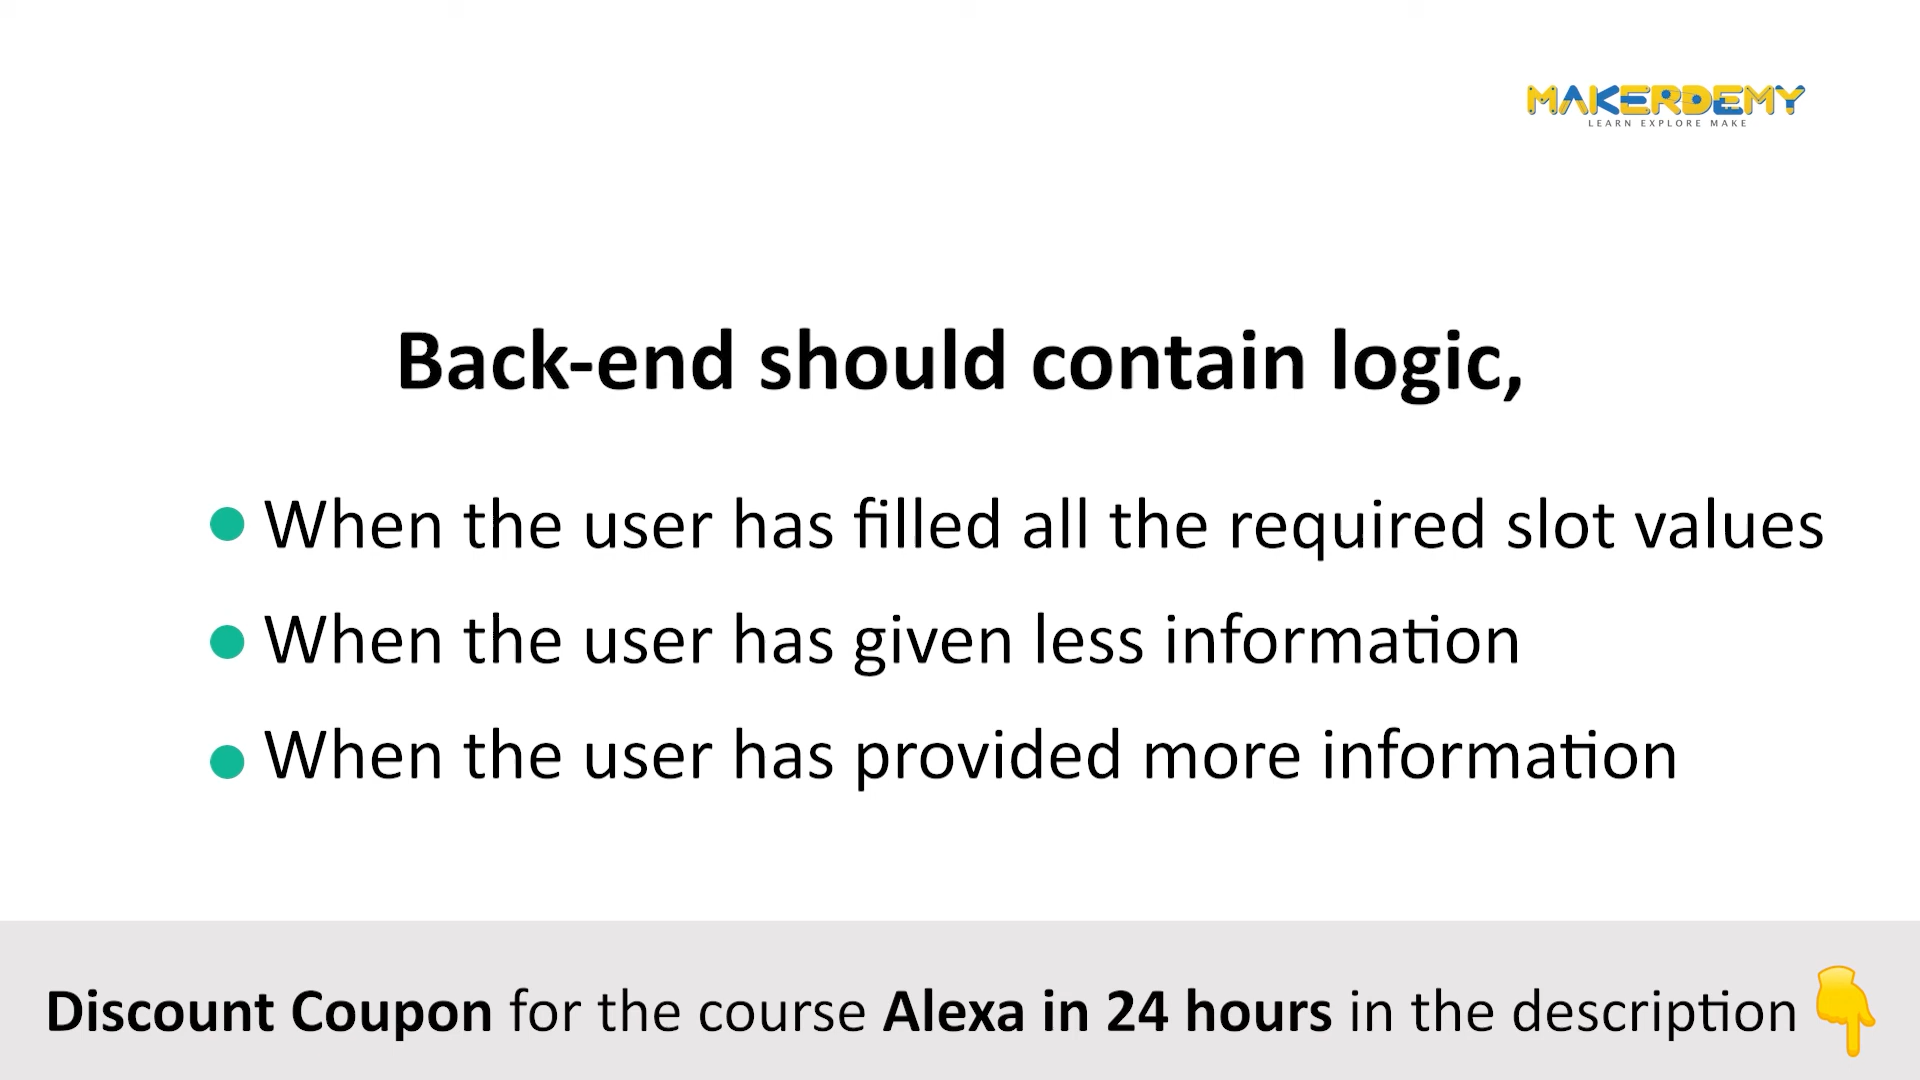 MAKERDEMY
LEARN EXPLORE MAKE
Back-end should contain logic,
When the user has filled all the required slot values
When the user has given less information
When the user has provided more information
Discount Coupon for the course Alexa in 24 hours in the description